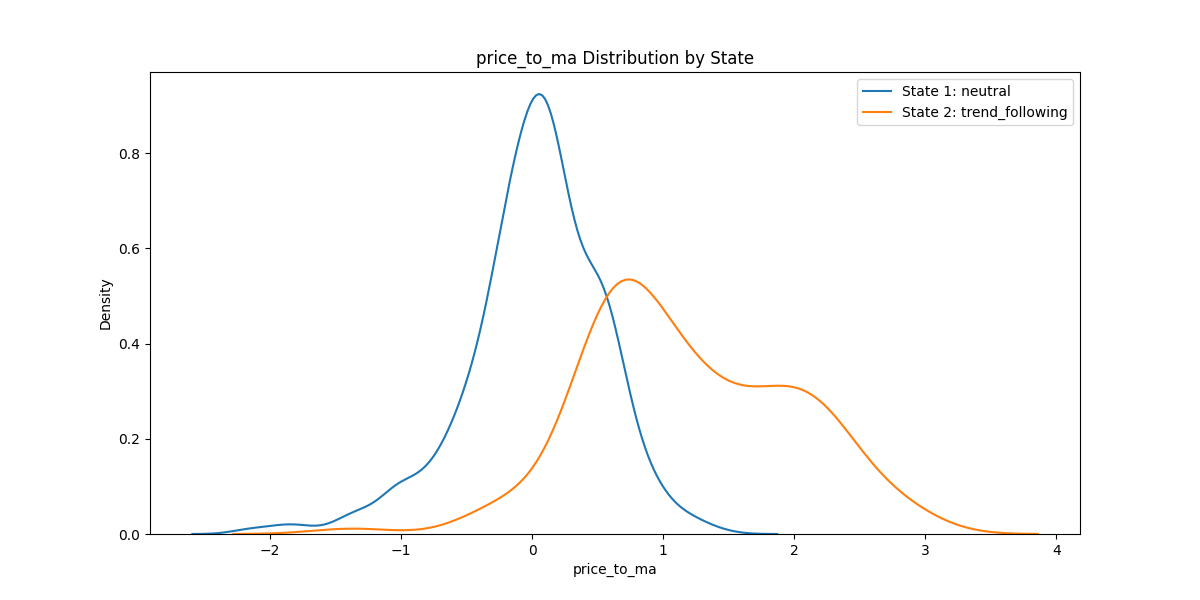 price_to_ma Distribution by State
State 1: neutral
State 2: trend_following
Density
0.8
0.6
0.4
0.2
0.0
−2
−1
0
1
2
3
4
price_to_ma